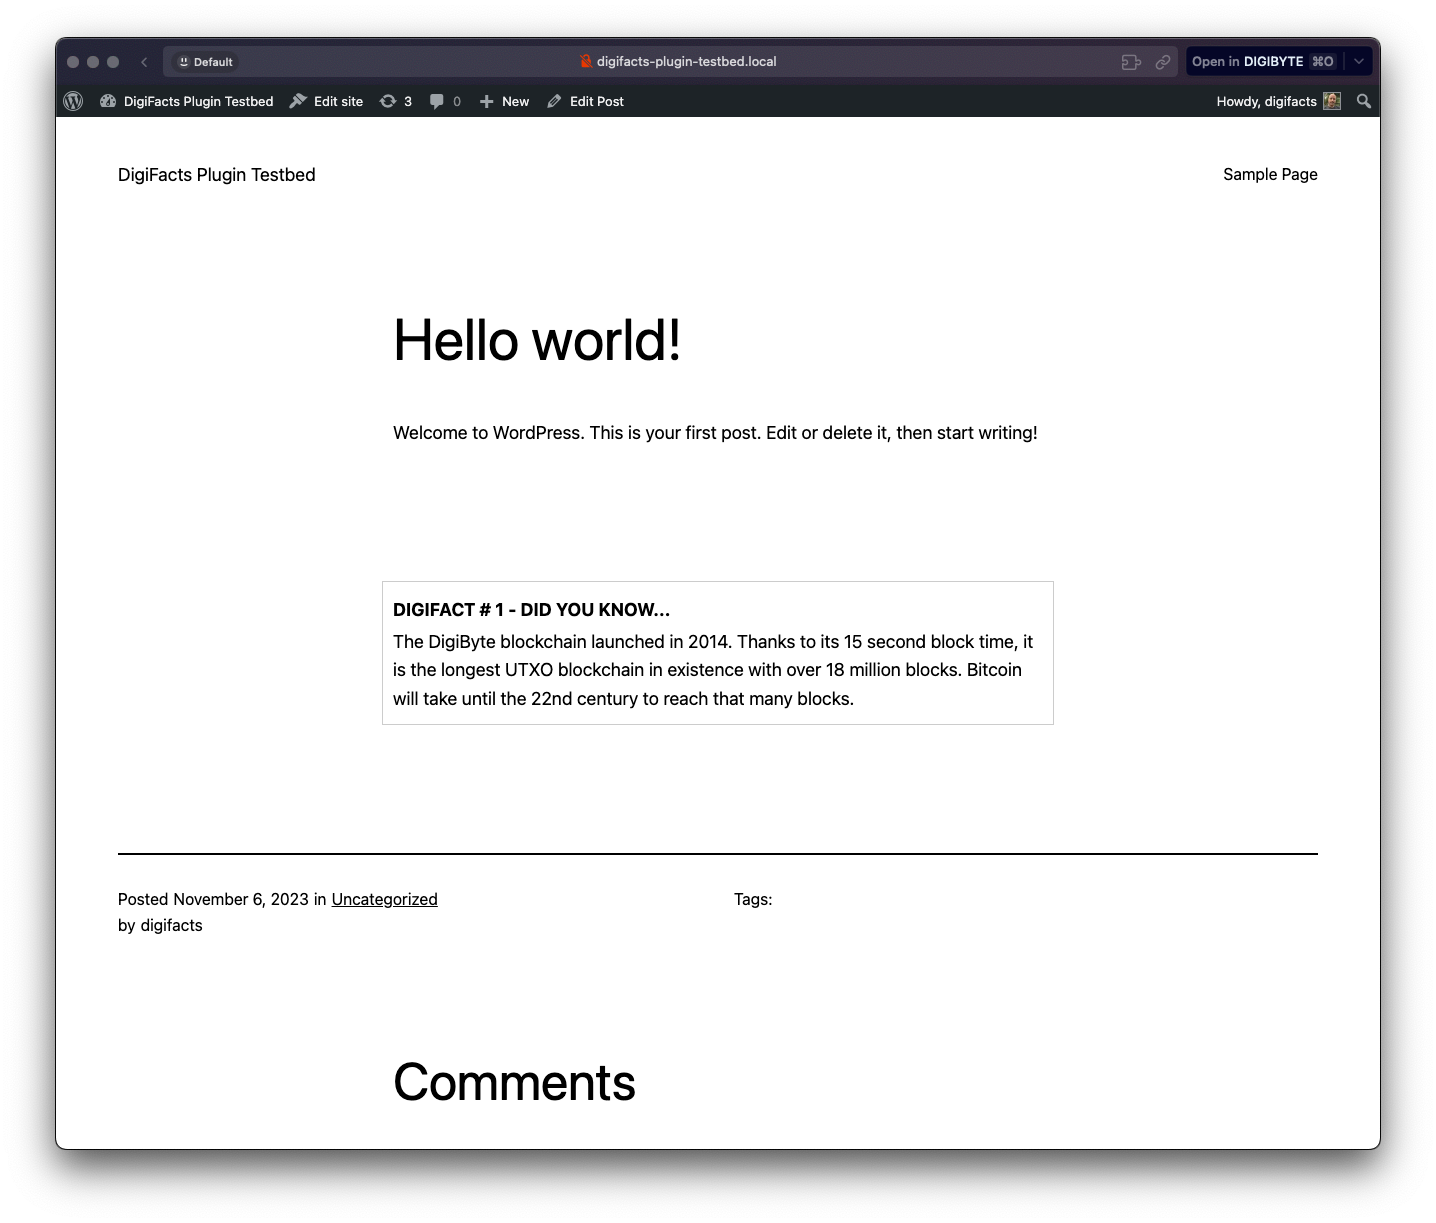 Default
digifacts-plugin-testbed.local
Open in DIGIBYTE ⌘O
DigiFacts Plugin Testbed Edit site 3 0 New Edit Post Howdy, digifacts
DigiFacts Plugin Testbed
Sample Page
Hello world!
Welcome to WordPress. This is your first post. Edit or delete it, then start writing!
DIGIFACT # 1 - DID YOU KNOW...
The DigiByte blockchain launched in 2014. Thanks to its 15 second block time, it
is the longest UTXO blockchain in existence with over 18 million blocks. Bitcoin
will take until the 22nd century to reach that many blocks.
Posted November 6, 2023 in Uncategorized
by digifacts
Tags:
Comments